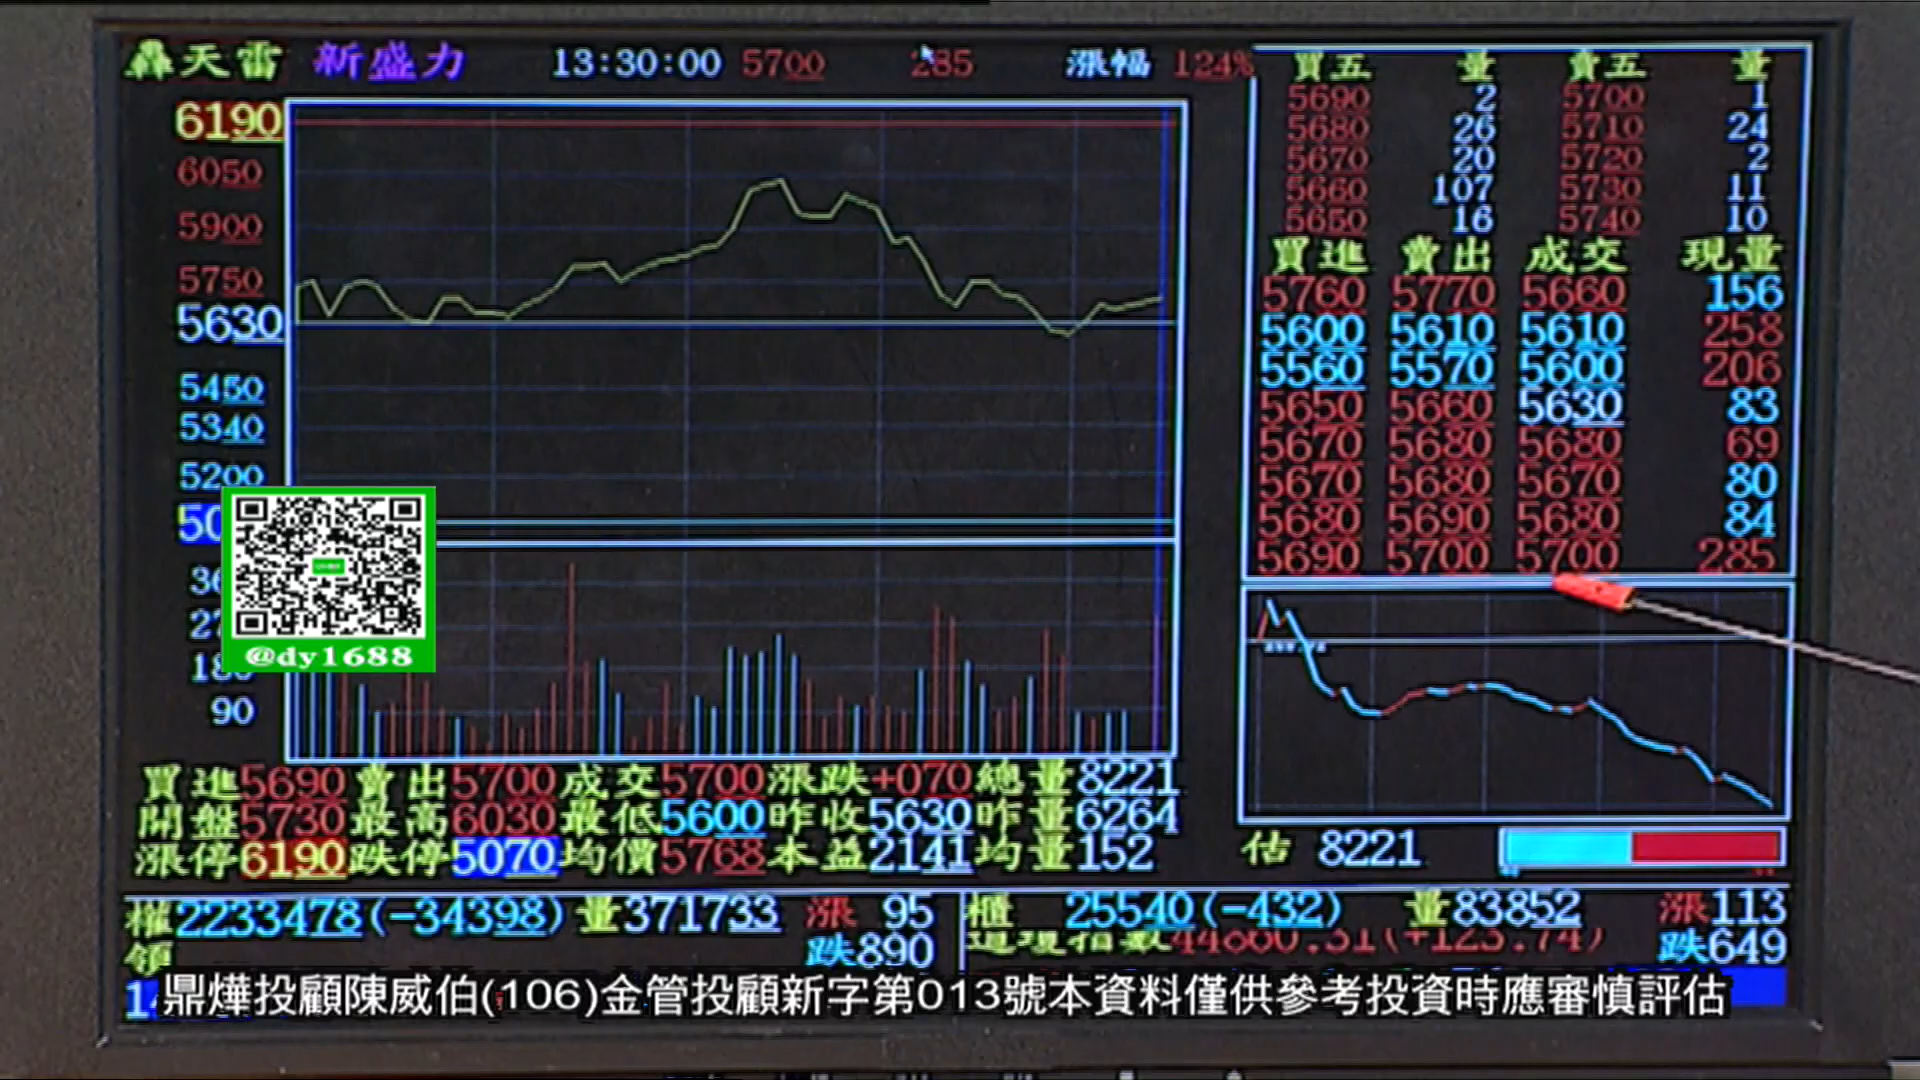 轟天雷 新盛力 13:30:00 5700 285 漲幅 124%
買五 量 賣五 量
5690 2 5700 1
5680 26 5710 24
5670 20 5720 2
5660 107 5730 11
5650 16 5740 10
買進 賣出 成交 現量
5760 5770 5660 156
5600 5610 5610 258
5560 5570 5600 206
5650 5660 5630 83
5670 5680 5680 69
5670 5680 5670 80
5680 5690 5680 84
5690 5700 5700 285
6190
6050
5900
5750
5630
5450
5340
5200
90
@dy1688
買進5690賣出5700成交5700漲跌+070總量8221
開盤5730最高6030最低5600昨收5630昨量6264
漲停6190跌停5070均價5768本益2141均量152
估 8221
權2233478(-34398)量371733 漲 95
跌890
櫃 25540(-432) 量83852 漲113
跌649
領
鼎燁投顧陳威伯(106)金管投顧新字第013號本資料僅供參考投資時應審慎評估